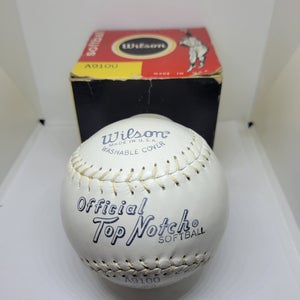 softball
Wilson
A9100
MADE IN U.S.A.
Wilson
MADE IN U.S.A.
WASHABLE COVER
Official
Top Notch®
SOFTBALL
A9100